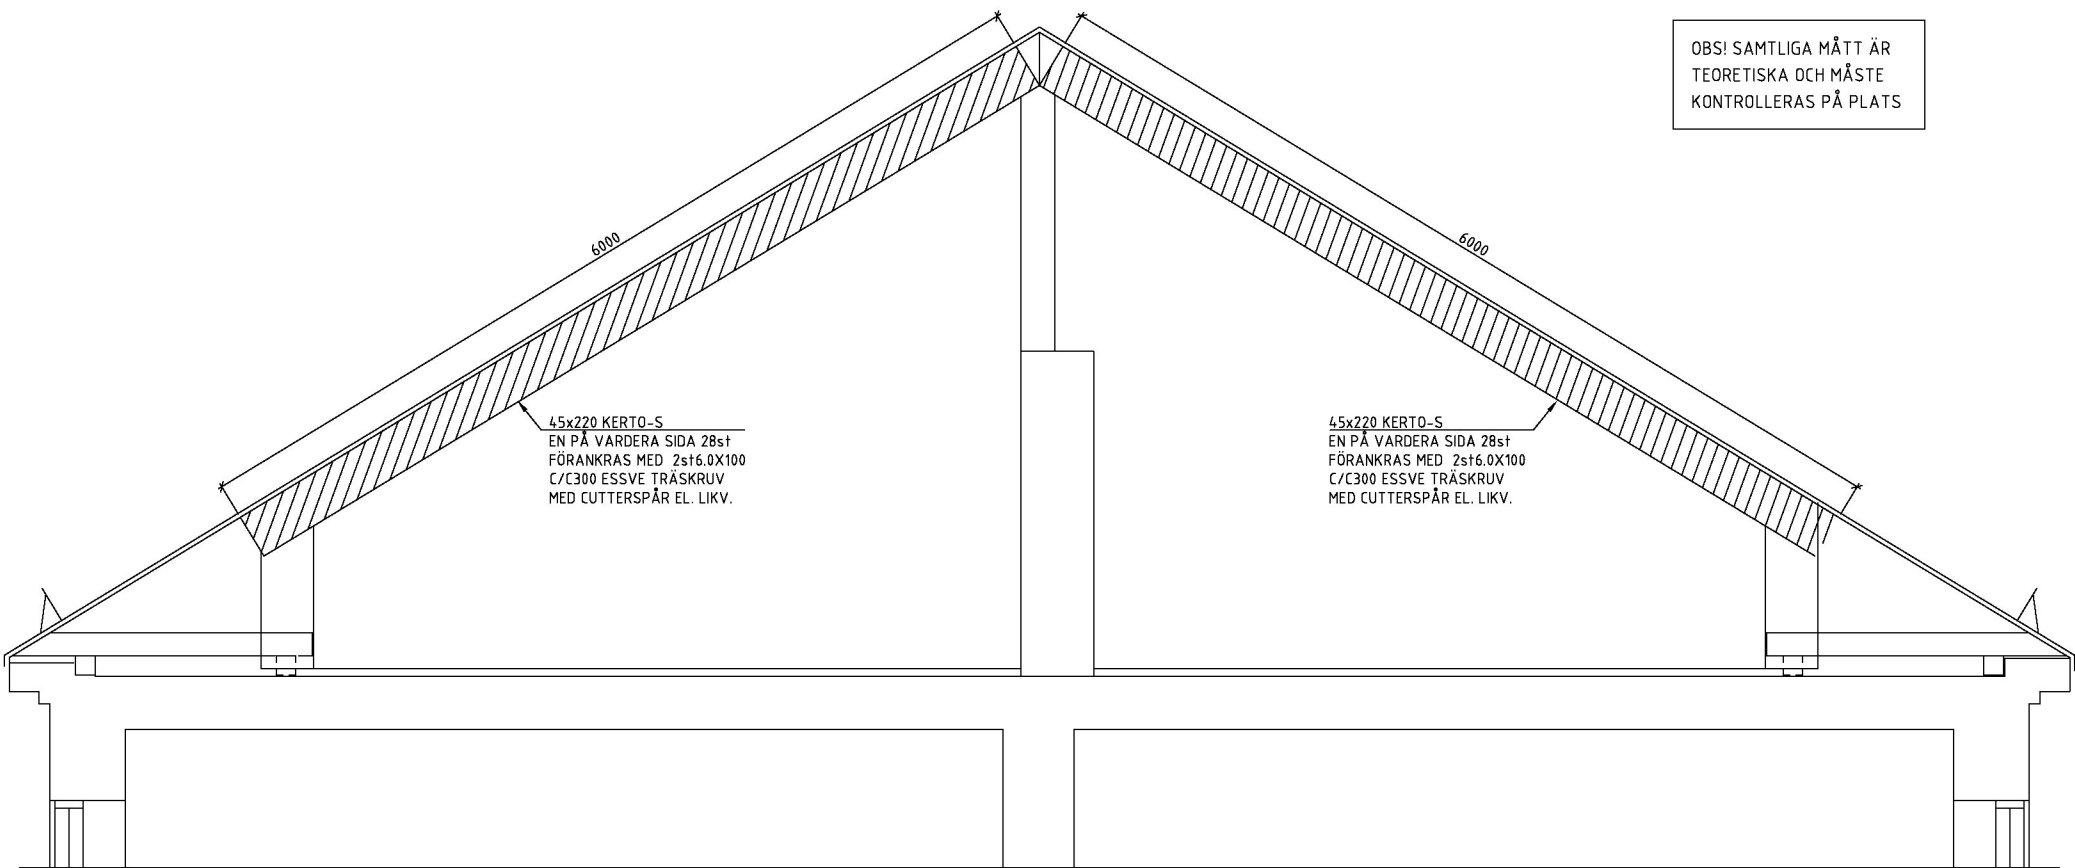 OBS! SAMTLIGA MÅTT ÄR
TEORETISKA OCH MÅSTE
KONTROLLERAS PÅ PLATS
6000
6000
45x220 KERTO-S
EN PÅ VARDERA SIDA 28st
FÖRANKRAS MED 2st6.0X100
C/C300 ESSVE TRÄSKRUV
MED CUTTERSPÅR EL. LIKV.
45x220 KERTO-S
EN PÅ VARDERA SIDA 28st
FÖRANKRAS MED 2st6.0X100
C/C300 ESSVE TRÄSKRUV
MED CUTTERSPÅR EL. LIKV.